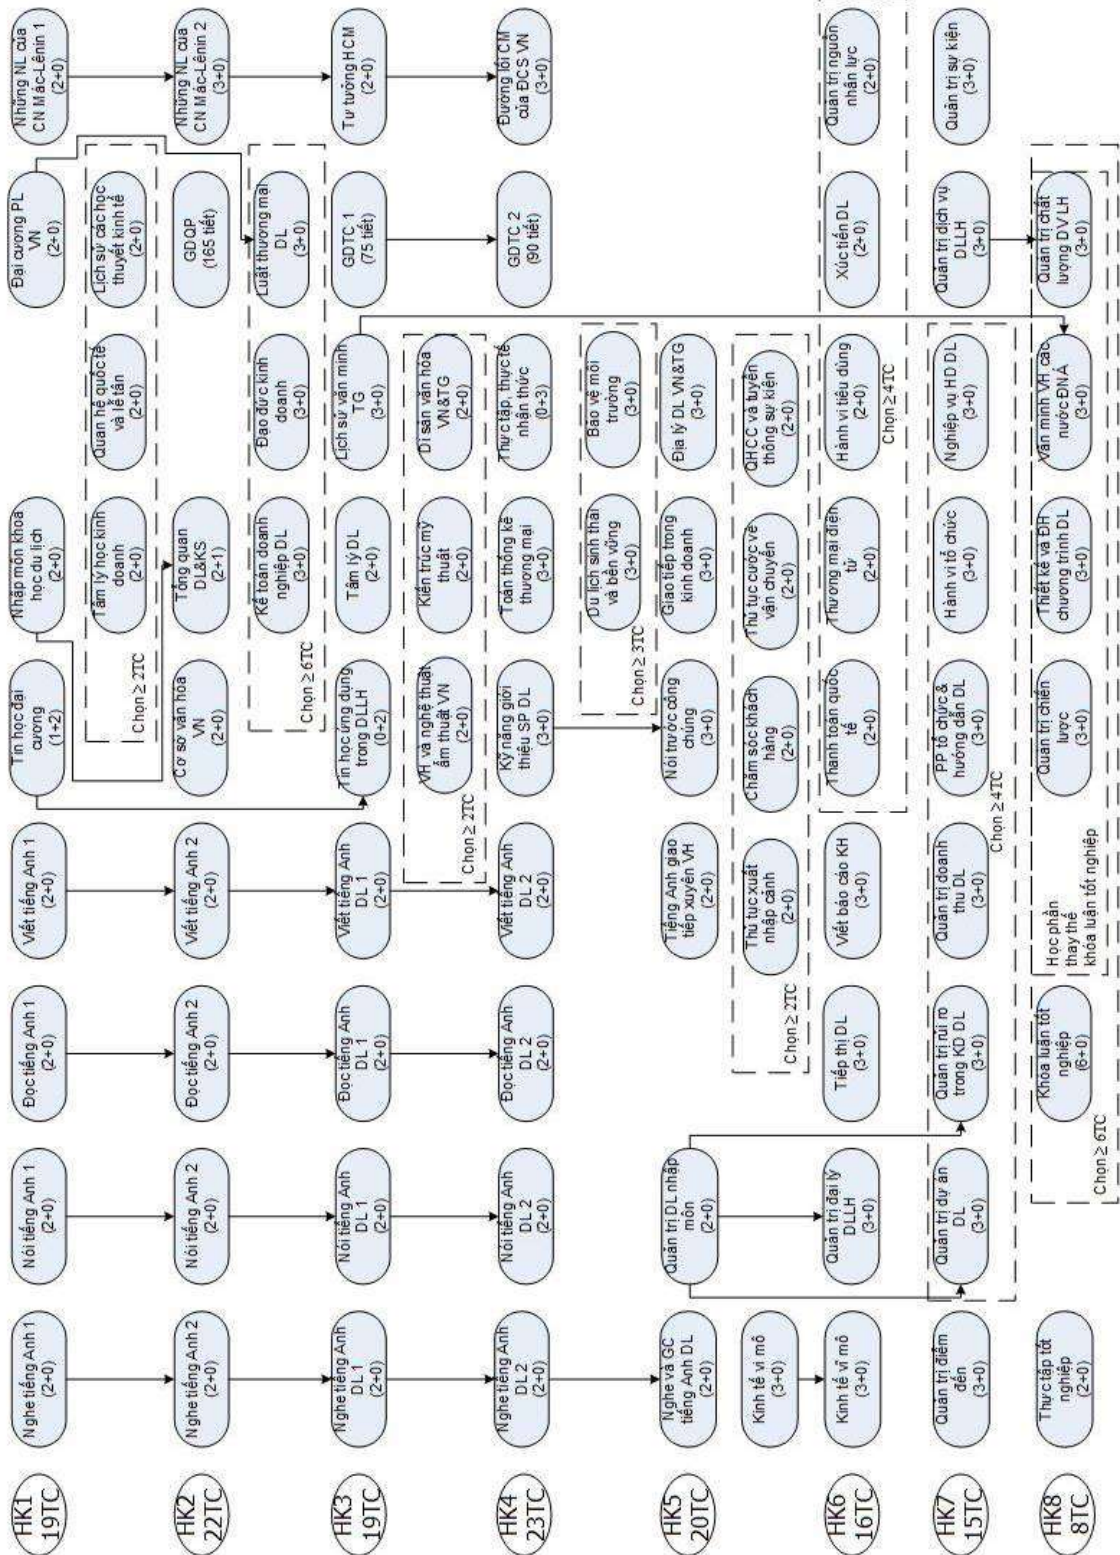 HK1
19TC
Nghe tiếng Anh 1
(2+0)
Nói tiếng Anh 1
(2+0)
Đọc tiếng Anh 1
(2+0)
Viết tiếng Anh 1
(2+0)
Tin học đại
cương
(1+2)
Nhập môn khoa
học du lịch
(2+0)
Đại cương PL
VN
(2+0)
Những NL của
CN Mác-Lênin 1
(2+0)
Chọn ≥ 2TC
Tâm lý học kinh
doanh
(2+0)
Quan hệ quốc tế
và lễ tân
(2+0)
Lịch sử các học
thuyết kinh tế
(2+0)
HK2
22TC
Nghe tiếng Anh 2
(2+0)
Nói tiếng Anh 2
(2+0)
Đọc tiếng Anh 2
(2+0)
Viết tiếng Anh 2
(2+0)
Cơ sở văn hóa
VN
(2+0)
Tổng quan
DL&KS
(2+1)
GDQP
(165 tiết)
Những NL của
CN Mác-Lênin 2
(3+0)
Chọn ≥ 6TC
Kế toán doanh
nghiệp DL
(3+0)
Đạo đức kinh
doanh
(3+0)
Luật thương mại
DL
(3+0)
HK3
19TC
Nghe tiếng Anh
DL 1
(2+0)
Nói tiếng Anh
DL 1
(2+0)
Đọc tiếng Anh
DL 1
(2+0)
Viết tiếng Anh
DL 1
(2+0)
Tin học ứng dụng
trong DLLH
(0+2)
Tâm lý DL
(2+0)
Lịch sử văn minh
TG
(3+0)
GDTC 1
(75 tiết)
Tư tưởng HCM
(2+0)
Chọn ≥ 2TC
VH và nghệ thuật
ẩm thuật VN
(2+0)
Kiến trúc mỹ
thuật
(2+0)
Di sản văn hóa
VN&TG
(2+0)
HK4
23TC
Nghe tiếng Anh
DL 2
(2+0)
Nói tiếng Anh
DL 2
(2+0)
Đọc tiếng Anh
DL 2
(2+0)
Viết tiếng Anh
DL 2
(2+0)
Kỹ năng giới
thiệu SP DL
(3+0)
Toán thống kê
thương mại
(3+0)
Thực tập, thực tế
nhận thức
(0+3)
GDTC 2
(90 tiết)
Đường lối CM
của ĐCS VN
(3+0)
Chọn ≥ 3TC
Du lịch sinh thái
và bền vững
(3+0)
Bảo vệ môi
trường
(3+0)
HK5
20TC
Nghe và GC
tiếng Anh DL
(2+0)
Quản trị DL nhập
môn
(2+0)
Tiếng Anh giao
tiếp xuyên VH
(2+0)
Nói trước công
chúng
(3+0)
Giao tiếp trong
kinh doanh
(3+0)
Địa lý DL VN&TG
(3+0)
Kinh tế vi mô
(3+0)
Chọn ≥ 2TC
Thủ tục xuất
nhập cảnh
(2+0)
Chăm sóc khách
hàng
(2+0)
Thủ tục cước vé
vận chuyển
(2+0)
QHCC và tuyên
thông sự kiện
(2+0)
HK6
16TC
Kinh tế vĩ mô
(3+0)
Quản trị đại lý
DLLH
(3+0)
Tiếp thị DL
(3+0)
Viết báo cáo KH
(3+0)
Thanh toán quốc
tế
(2+0)
Thương mại điện
tử
(2+0)
Hành vi tiêu dùng
(2+0)
Xúc tiến DL
(2+0)
Quản trị nguồn
nhân lực
(2+0)
Chọn ≥ 4TC
HK7
15TC
Quản trị điểm
đến
(3+0)
Quản trị dự án
DL
(3+0)
Quản trị rủi ro
trong KD DL
(3+0)
Quản trị doanh
thu DL
(3+0)
PP tổ chức &
hướng dẫn DL
(3+0)
Hành vi tổ chức
(3+0)
Nghiệp vụ HD DL
(3+0)
Quản trị dịch vụ
DLLH
(3+0)
Quản trị sự kiện
(3+0)
Chọn ≥ 4TC
HK8
8TC
Thực tập tốt
nghiệp
(2+0)
Chọn ≥ 6TC
Khóa luận tốt
nghiệp
(6+0)
Học phần
thay thế
khóa luận tốt nghiệp
Quản trị chiến
lược
(3+0)
Thiết kế và ĐH
chương trình DL
(3+0)
Văn minh VH các
nước ĐNÁ
(3+0)
Quản trị chất
lượng DV LH
(3+0)